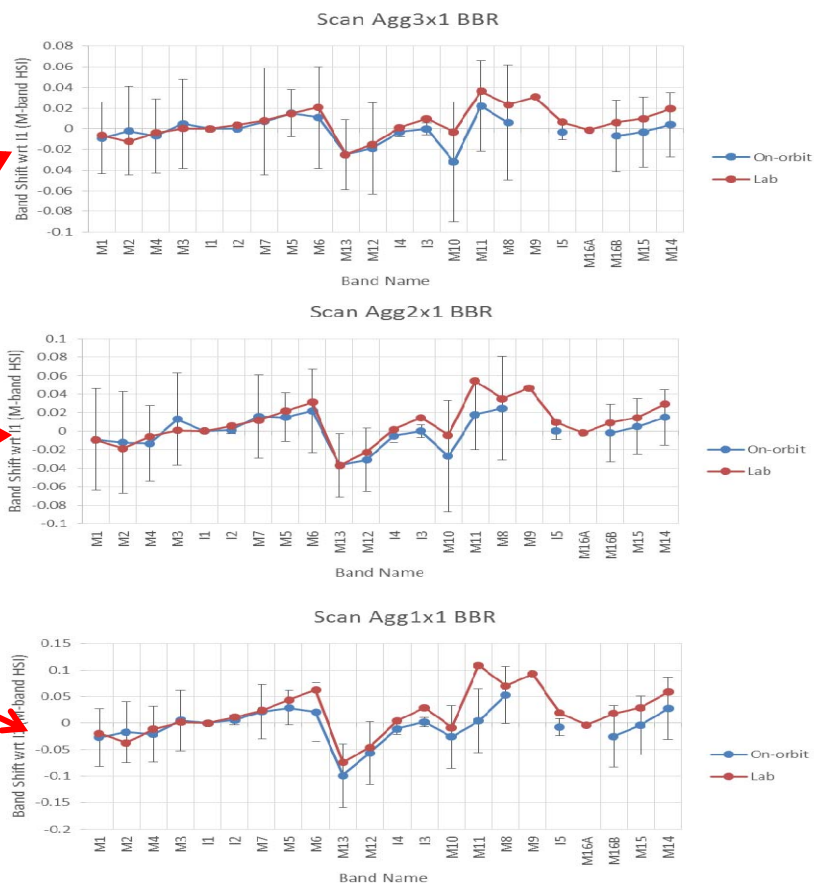 Scan Agg3x1 BBR
Band Shift wrt I1 (M-band HSI)
0.08
0.06
0.04
0.02
0
-0.02
-0.04
-0.06
-0.08
-0.1
M1 M2 M4 M3 I1 I2 M7 M5 M6 M13 M12 I4 I3 M10 M11 M8 M9 I5 M16A M16B M15 M14
Band Name
On-orbit
Lab
Scan Agg2x1 BBR
Band Shift wrt I1 (M-band HSI)
0.1
0.08
0.06
0.04
0.02
0
-0.02
-0.04
-0.06
-0.08
-0.1
M1 M2 M4 M3 I1 I2 M7 M5 M6 M13 M12 I4 I3 M10 M11 M8 M9 I5 M16A M16B M15 M14
Band Name
On-orbit
Lab
Scan Agg1x1 BBR
Band Shift wrt (M-band HSI)
0.15
0.1
0.05
0
-0.05
-0.1
-0.15
-0.2
M1 M2 M4 M3 I1 I2 M7 M5 M6 M13 M12 I4 I3 M10 M11 M8 M9 I5 M16A M16B M15 M14
Band Name
On-orbit
Lab